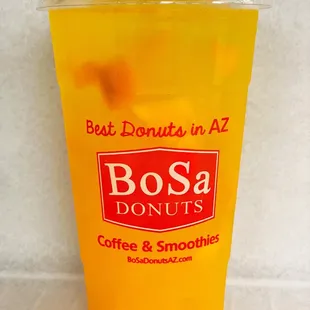 Best Donuts in AZ
BoSa
DONUTS
Coffee & Smoothies
BoSaDonutsAZ.com